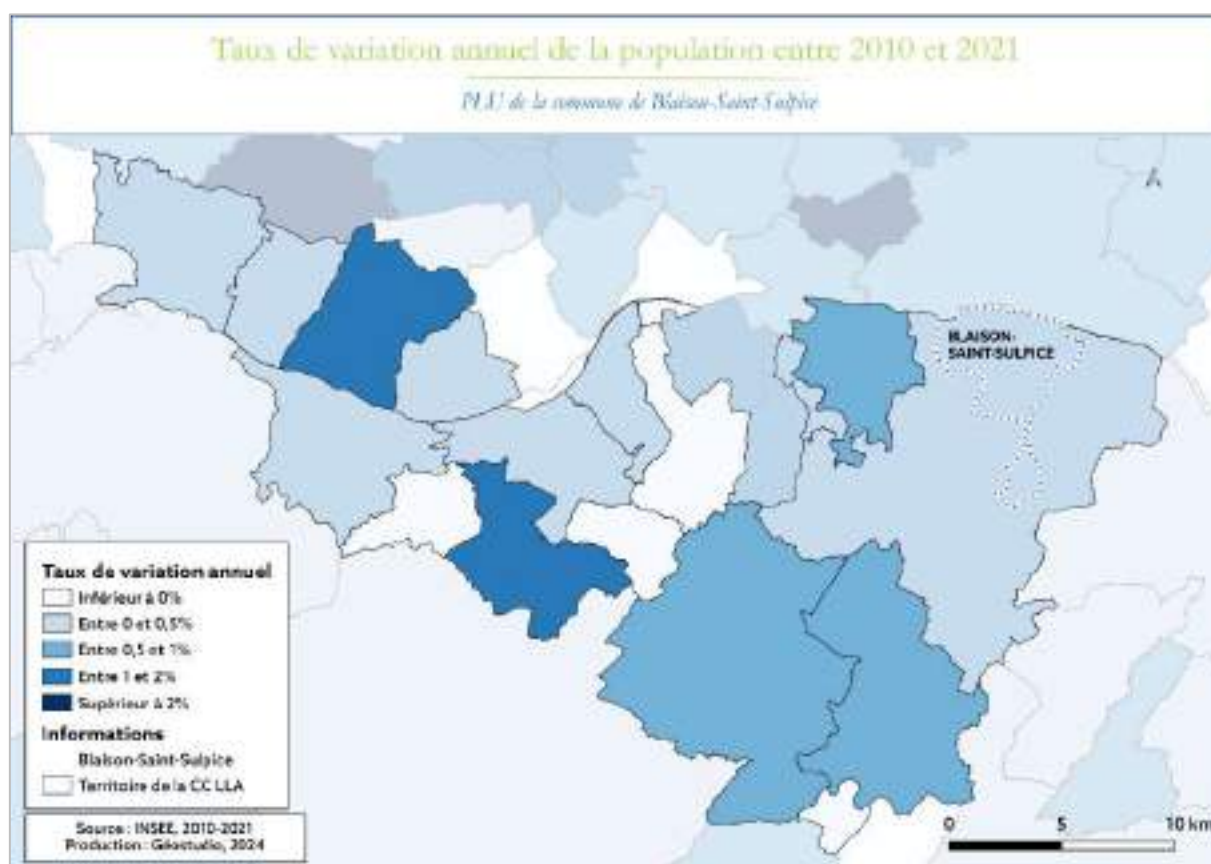 Taux de variation annuel de la population entre 2010 et 2021
PLU de la commune de Blaison-Saint-Sulpice
BLAISON-
SAINT-SULPICE
Taux de variation annuel
Inférieur à 0%
Entre 0 et 0,5%
Entre 0,5 et 1%
Entre 1 et 2%
Supérieur à 2%
Informations
Blaison-Saint-Sulpice
Territoire de la CC LLA
Source : INSEE, 2010-2021
Production : Géostudio, 2024
0 5 10 km